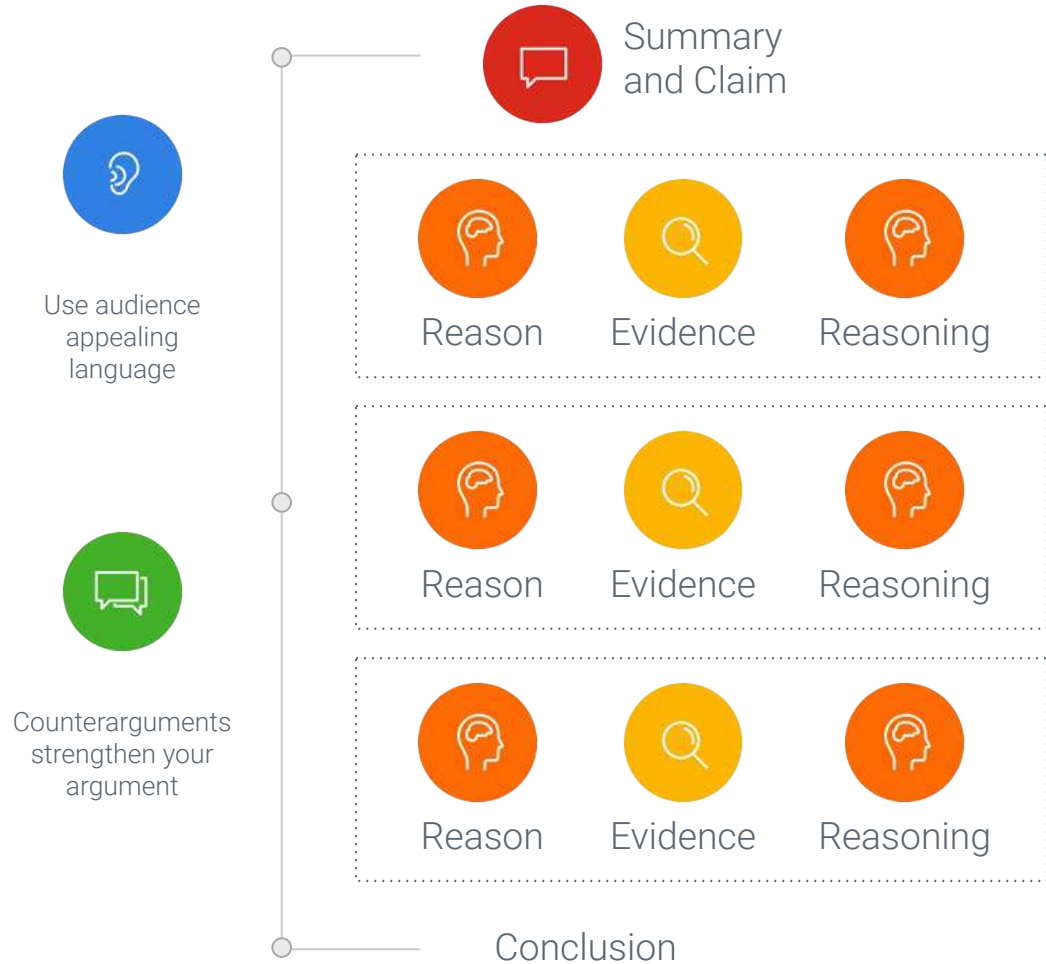 Summary
and Claim
Use audience
appealing
language
Reason Evidence Reasoning
Reason Evidence Reasoning
Counterarguments
strengthen your
argument
Reason Evidence Reasoning
Conclusion